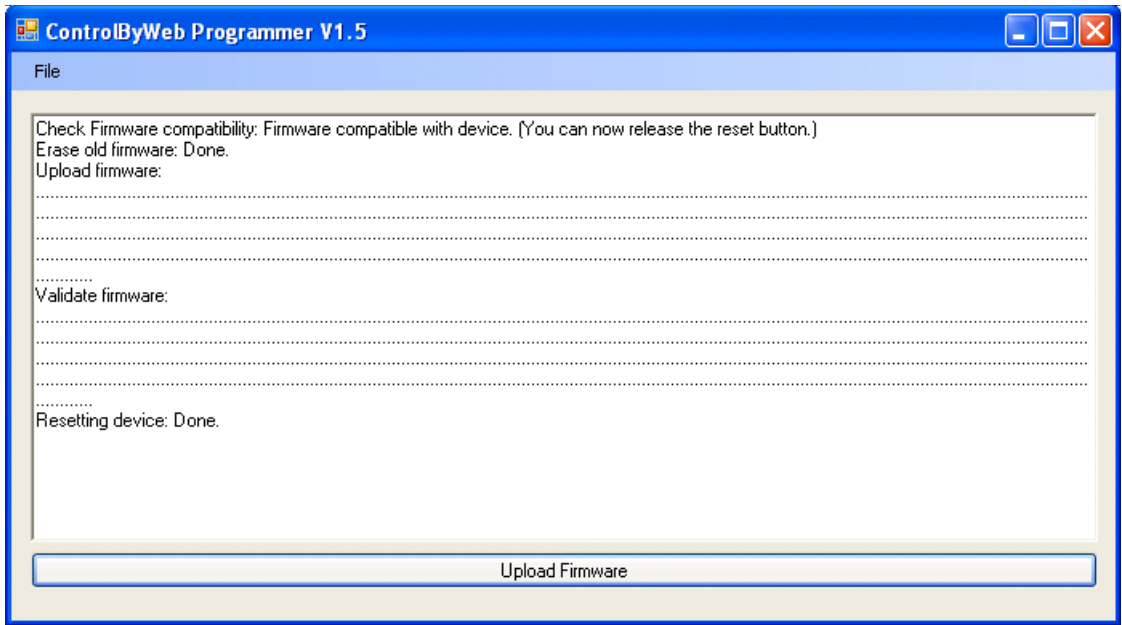 ControlByWeb Programmer V1.5
File
Check Firmware compatibility: Firmware compatible with device. (You can now release the reset button.)
Erase old firmware: Done.
Upload firmware:
................................................................................................................................................................
................................................................................................................................................................
................................................................................................................................................................
................................................................................................................................................................
............
Validate firmware:
................................................................................................................................................................
................................................................................................................................................................
................................................................................................................................................................
................................................................................................................................................................
............
Resetting device: Done.
Upload Firmware